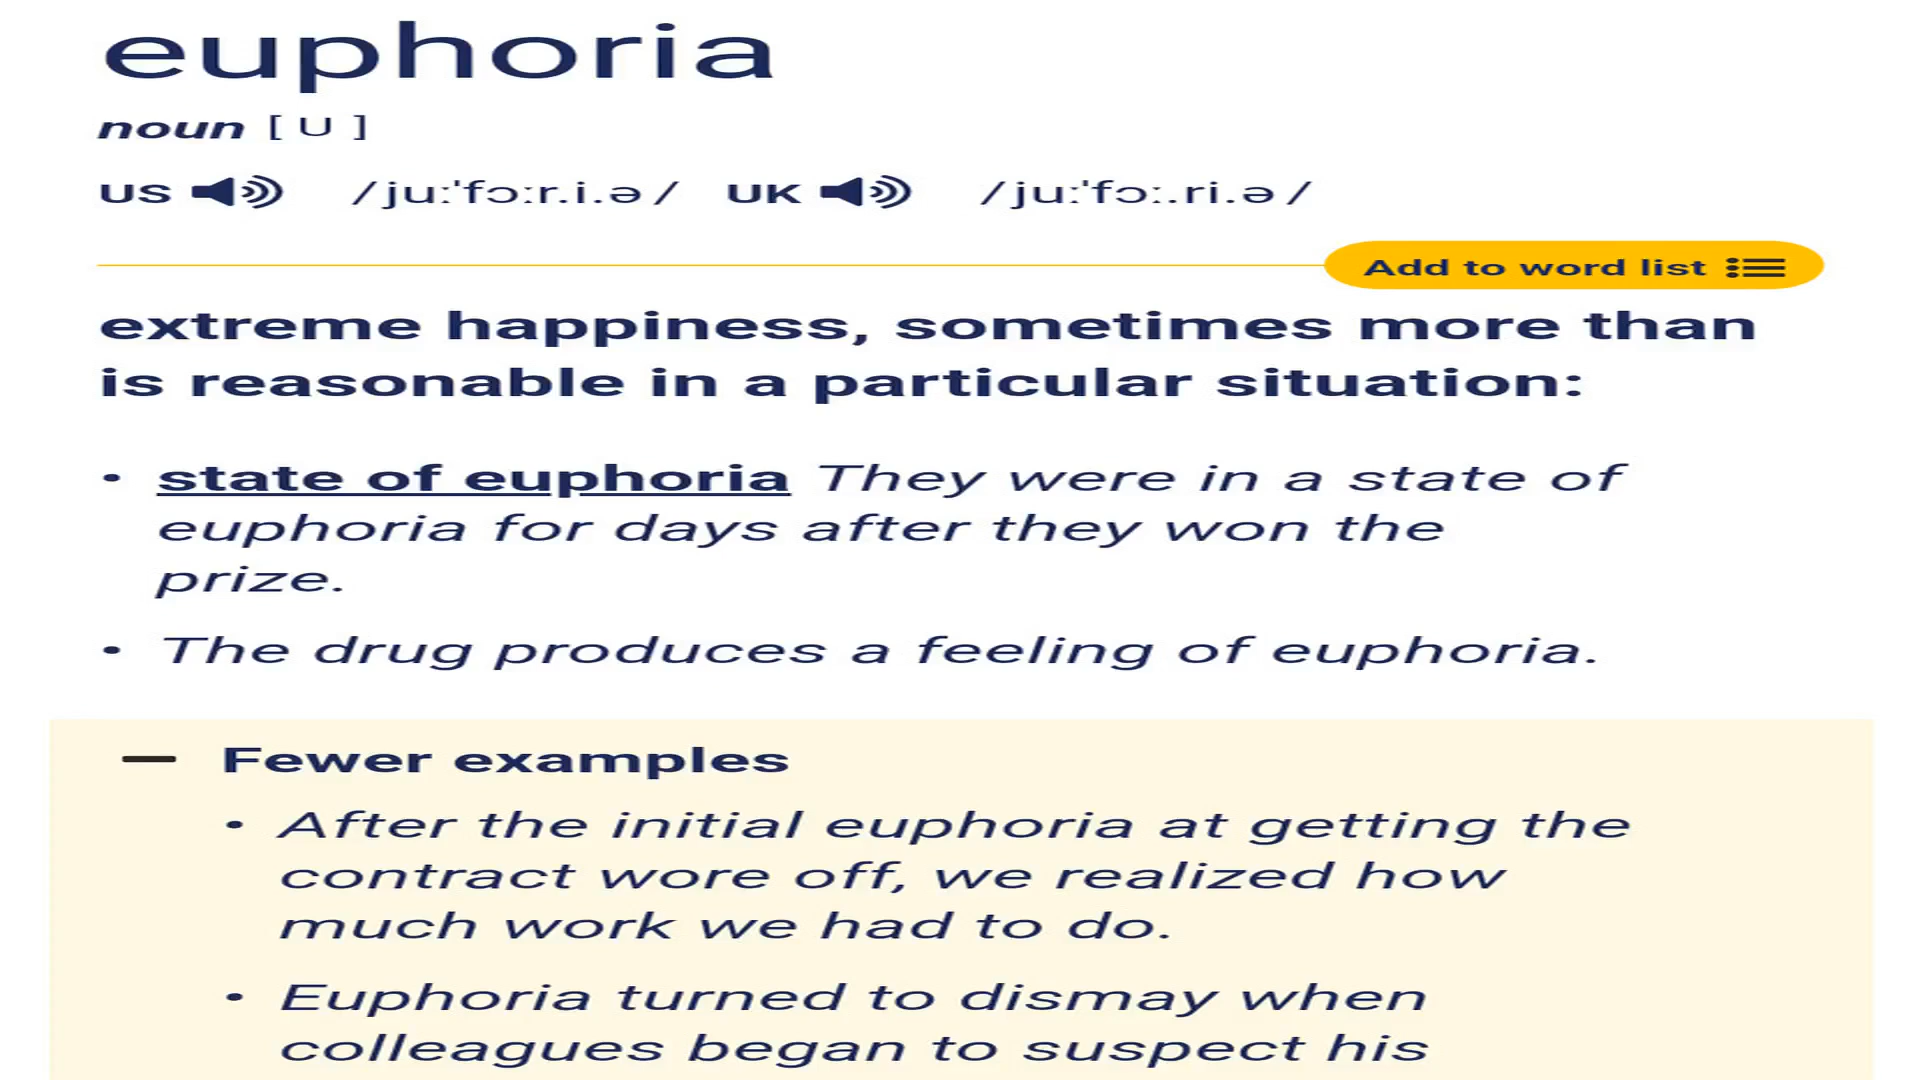 euphoria
noun [ U ]
US /juːˈfɔːr.i.ə/ UK /juːˈfɔː.ri.ə/
Add to word list
extreme happiness, sometimes more than
is reasonable in a particular situation:
• state of euphoria They were in a state of
euphoria for days after they won the
prize.
• The drug produces a feeling of euphoria.
— Fewer examples
• After the initial euphoria at getting the
contract wore off, we realized how
much work we had to do.
• Euphoria turned to dismay when
colleagues began to suspect his